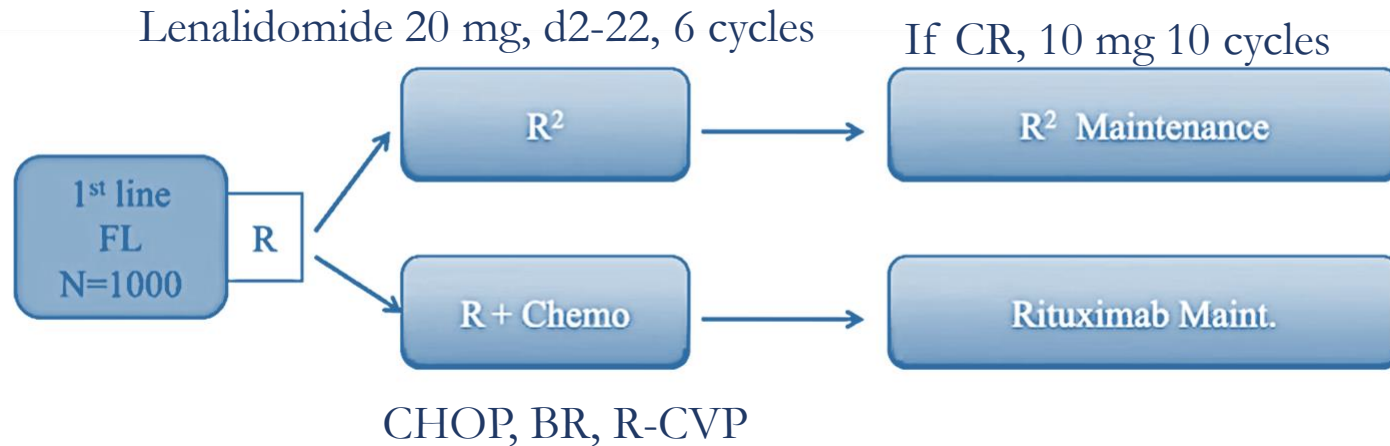 Lenalidomide 20 mg, d2-22, 6 cycles
If CR, 10 mg 10 cycles
R²
R² Maintenance
1st line
FL
N=1000
R
R + Chemo
Rituximab Maint.
CHOP, BR, R-CVP